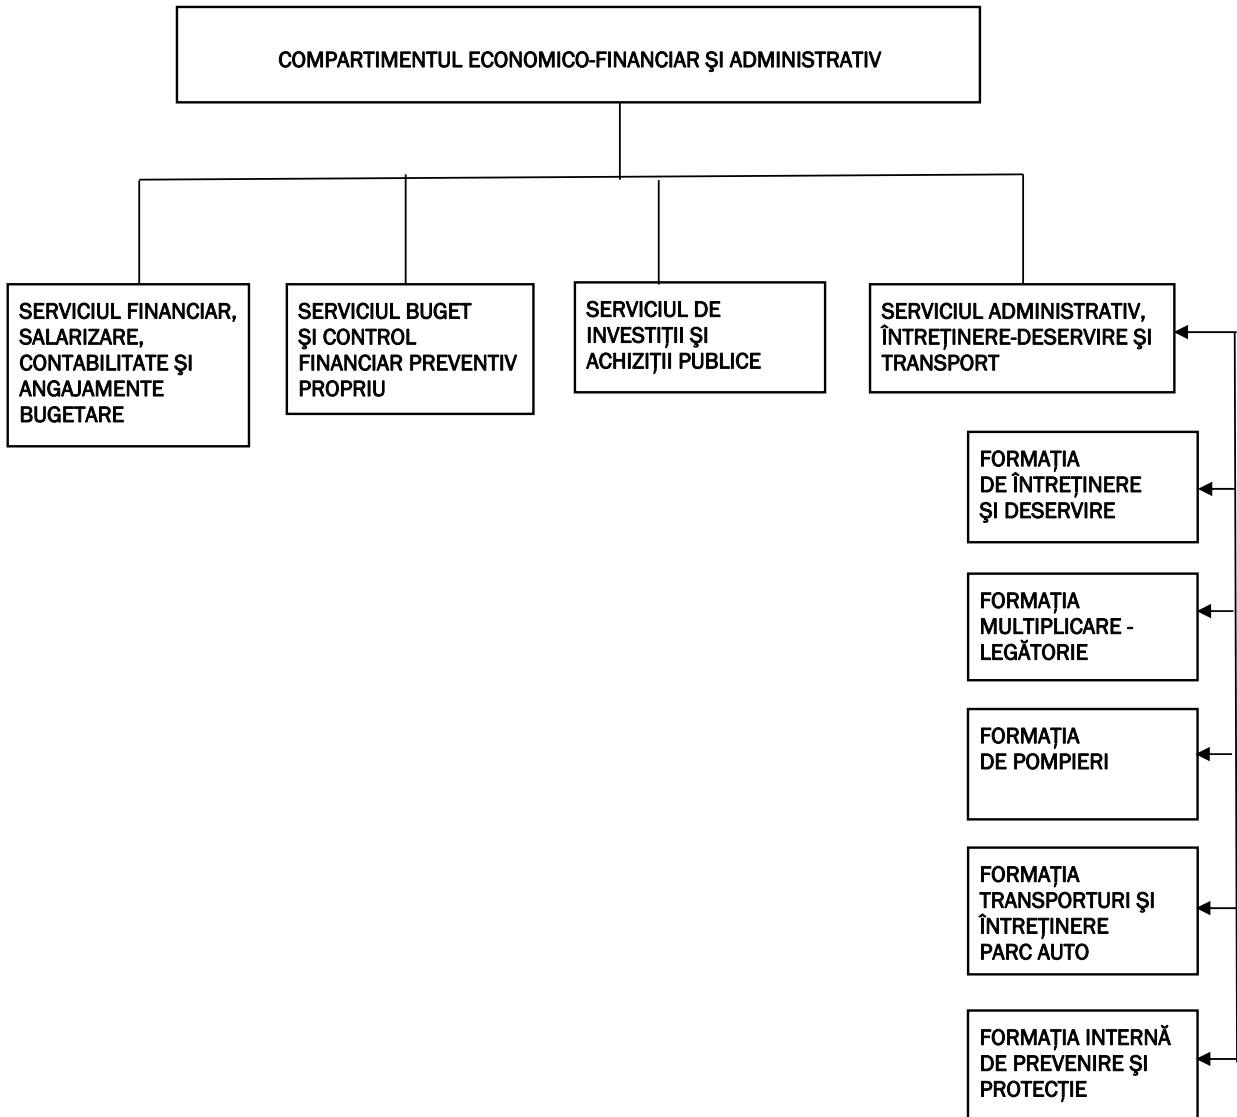 COMPARTIMENTUL ECONOMICO-FINANCIAR ŞI ADMINISTRATIV
SERVICIUL FINANCIAR,
SALARIZARE,
CONTABILITATE ŞI
ANGAJAMENTE
BUGETARE
SERVICIUL BUGET
ŞI CONTROL
FINANCIAR PREVENTIV
PROPRIU
SERVICIUL DE
INVESTIŢII ŞI
ACHIZIŢII PUBLICE
SERVICIUL ADMINISTRATIV,
ÎNTREŢINERE-DESERVIRE ŞI
TRANSPORT
FORMAŢIA
DE ÎNTREŢINERE
ŞI DESERVIRE
FORMAŢIA
MULTIPLICARE -
LEGĂTORIE
FORMAŢIA
DE POMPIERI
FORMAŢIA
TRANSPORTURI ŞI
ÎNTREŢINERE
PARC AUTO
FORMAŢIA INTERNĂ
DE PREVENIRE ŞI
PROTECŢIE